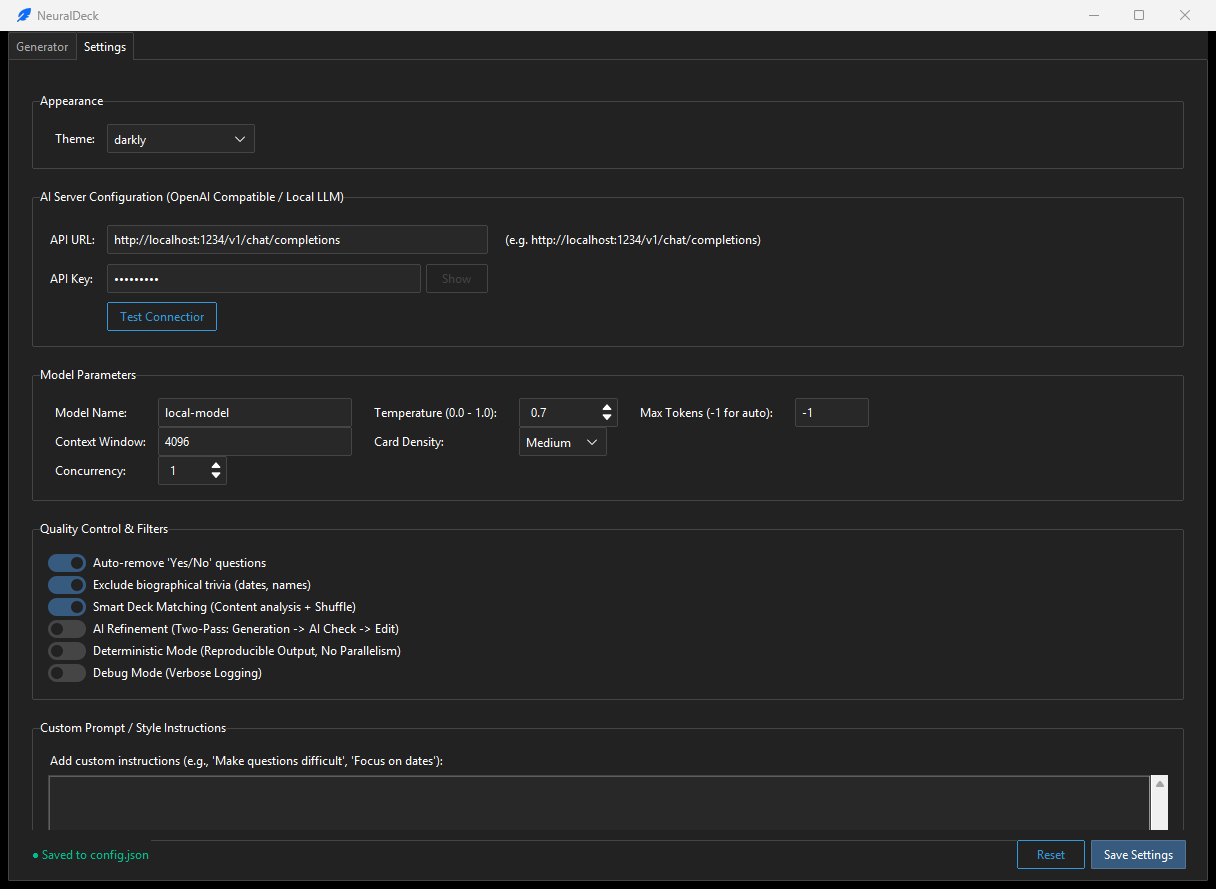 NeuralDeck
Generator Settings
Appearance
Theme: darkly
AI Server Configuration (OpenAI Compatible / Local LLM)
API URL: http://localhost:1234/v1/chat/completions (e.g. http://localhost:1234/v1/chat/completions)
API Key: ••••••••• Show
Test Connection
Model Parameters
Model Name: local-model Temperature (0.0 - 1.0): 0.7 Max Tokens (-1 for auto): -1
Context Window: 4096 Card Density: Medium
Concurrency: 1
Quality Control & Filters
Auto-remove 'Yes/No' questions
Exclude biographical trivia (dates, names)
Smart Deck Matching (Content analysis + Shuffle)
AI Refinement (Two-Pass: Generation -> AI Check -> Edit)
Deterministic Mode (Reproducible Output, No Parallelism)
Debug Mode (Verbose Logging)
Custom Prompt / Style Instructions
Add custom instructions (e.g., 'Make questions difficult', 'Focus on dates'):
● Saved to config.json Reset Save Settings